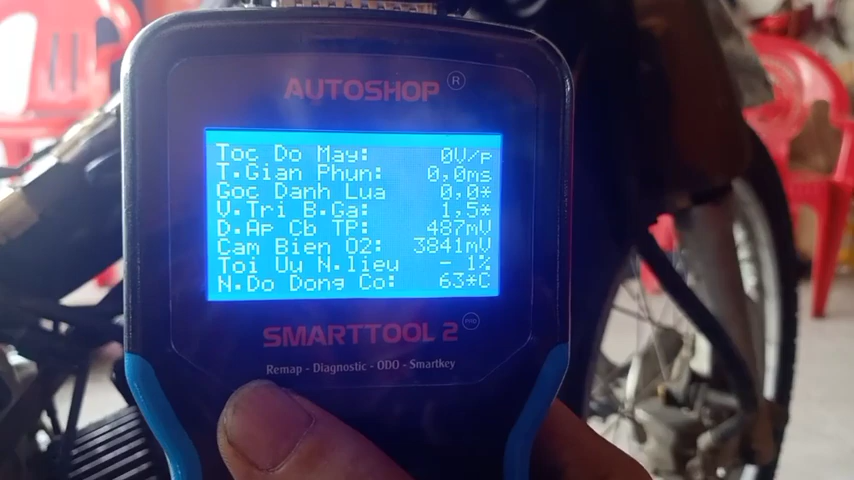 AUTOSHOP ®
Toc Do May: 0V/p
T.Gian Phun: 0,0ms
Goc Danh Lua 0,0*
V.Tri B.Ga: 1,5*
D.Ap Cb TP: 487mV
Cam Bien O2: 3841mV
Toi Uu N.lieu - 1%
N.Do Dong Co: 63*C
SMARTTOOL 2 PRO
Remap - Diagnostic - ODO - Smartkey